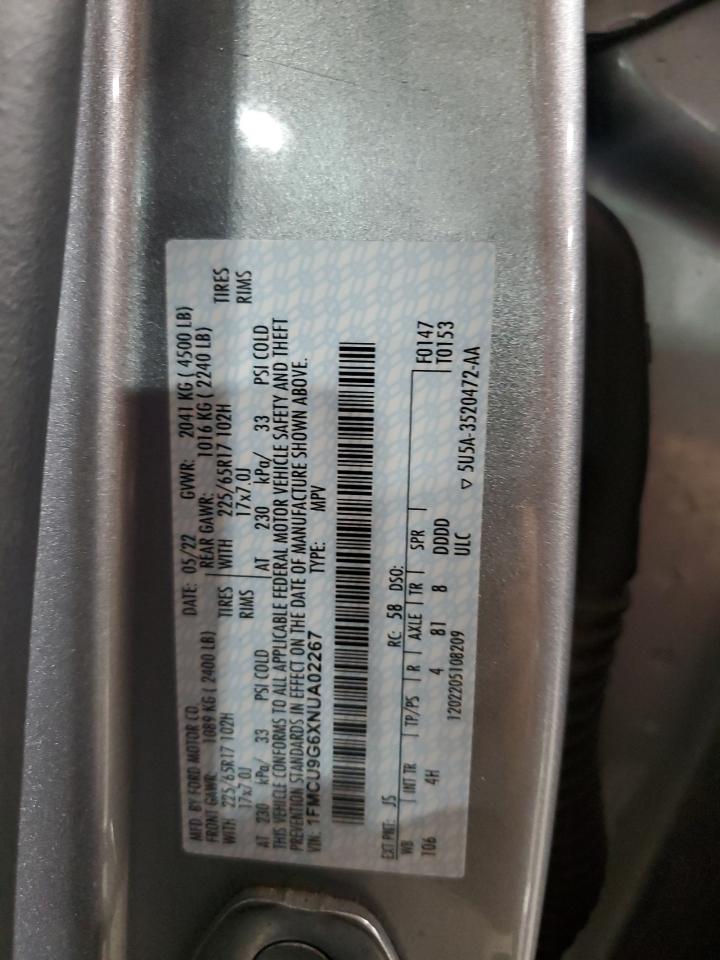 MFD. BY FORD MOTOR CO. DATE: 05/22 GVWR: 2041 KG ( 4500 LB)
FRONT GAWR: 1089 KG ( 2400 LB) REAR GAWR: 1016 KG ( 2240 LB)
WITH 225/65R17 102H TIRES WITH 225/65R17 102H TIRES
17x7.0J RIMS 17x7.0J RIMS
AT 230 kPa/ 33 PSI COLD AT 230 kPa/ 33 PSI COLD
THIS VEHICLE CONFORMS TO ALL APPLICABLE FEDERAL MOTOR VEHICLE SAFETY AND THEFT
PREVENTION STANDARDS IN EFFECT ON THE DATE OF MANUFACTURE SHOWN ABOVE.
VIN: 1FMCU9G6XNUA02267 TYPE: MPV
EXT PNT: JS RC: 58 DSO: F0147
WB INT TR TP/PS R AXLE TR SPR T0153
106 4H 4 81 8 DDDD
1202205108209 ULC ▽ 5U5A-3520472-AA